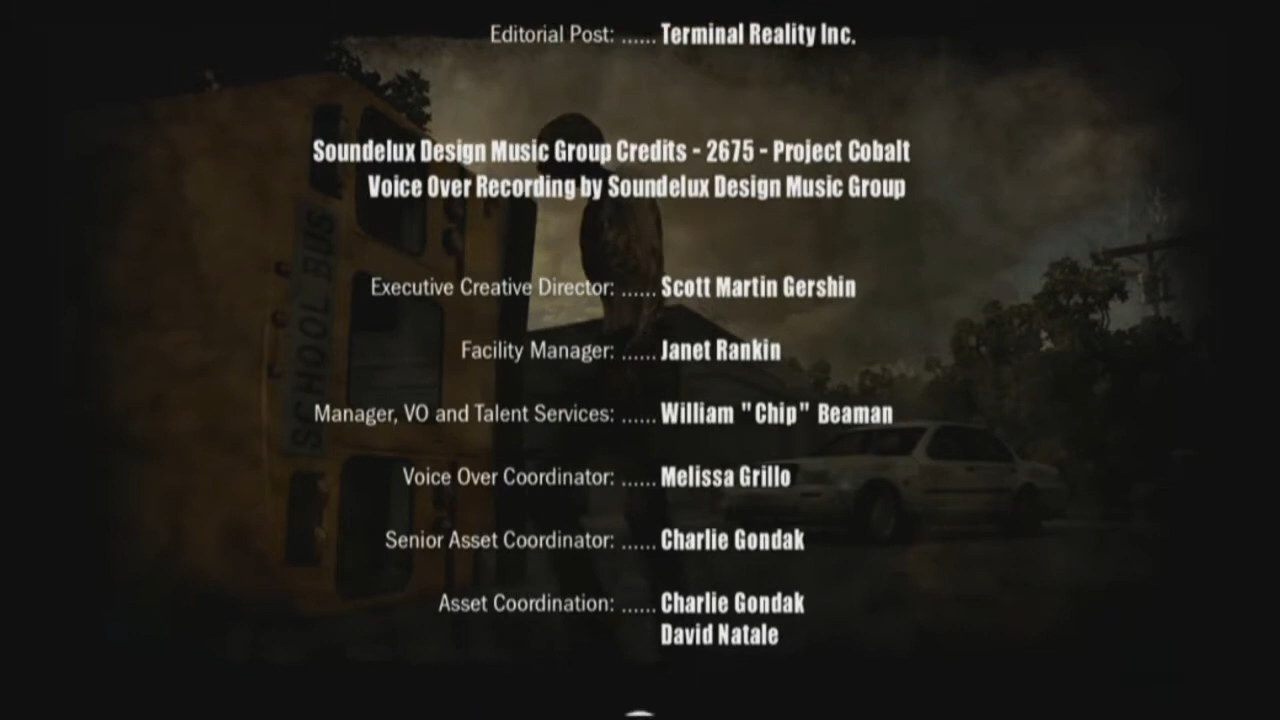 Editorial Post: ...... Terminal Reality Inc.
Soundelux Design Music Group Credits - 2675 - Project Cobalt
Voice Over Recording by Soundelux Design Music Group
Executive Creative Director: ...... Scott Martin Gershin
Facility Manager: ...... Janet Rankin
Manager, VO and Talent Services: ...... William "Chip" Beaman
Voice Over Coordinator: ...... Melissa Grillo
Senior Asset Coordinator: ...... Charlie Gondak
Asset Coordination: ...... Charlie Gondak
David Natale
SCHOOL BUS